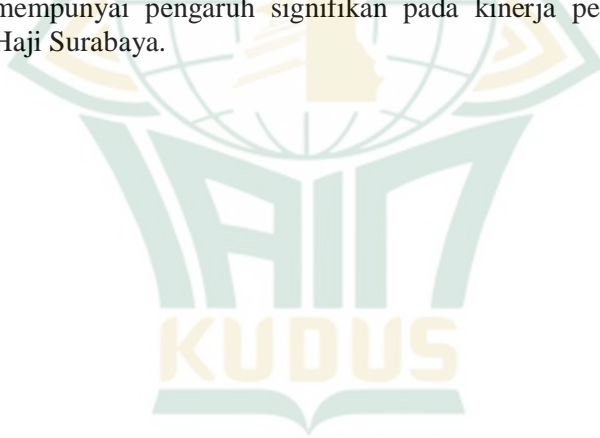 mempunyai pengaruh signifikan pada kinerja pe
Haji Surabaya.
IAIN
KUDUS